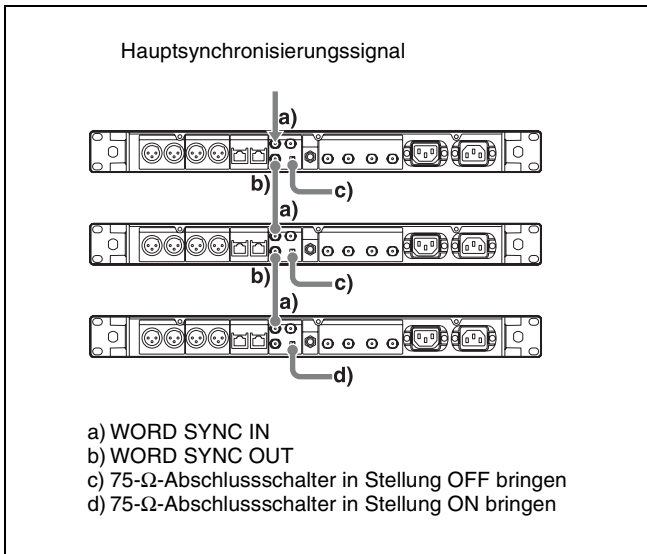 Hauptsynchronisierungssignal
a)
b)
c)
a)
b)
c)
a)
d)
a) WORD SYNC IN
b) WORD SYNC OUT
c) 75-Ω-Abschlussschalter in Stellung OFF bringen
d) 75-Ω-Abschlussschalter in Stellung ON bringen